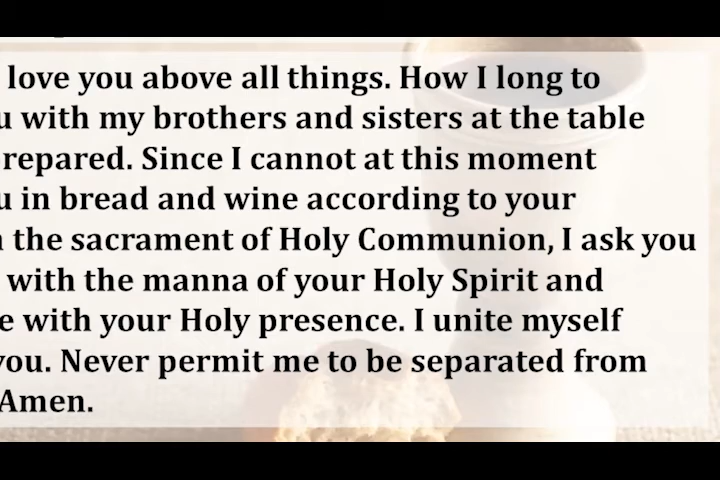 love you above all things. How I long to
with my brothers and sisters at the table
Since I cannot at this moment
in bread and wine according to your
the sacrament of Holy Communion, I ask you
with the manna of your Holy Spirit and
with your Holy presence. I unite myself
you. Never permit me to be separated from
Amen.